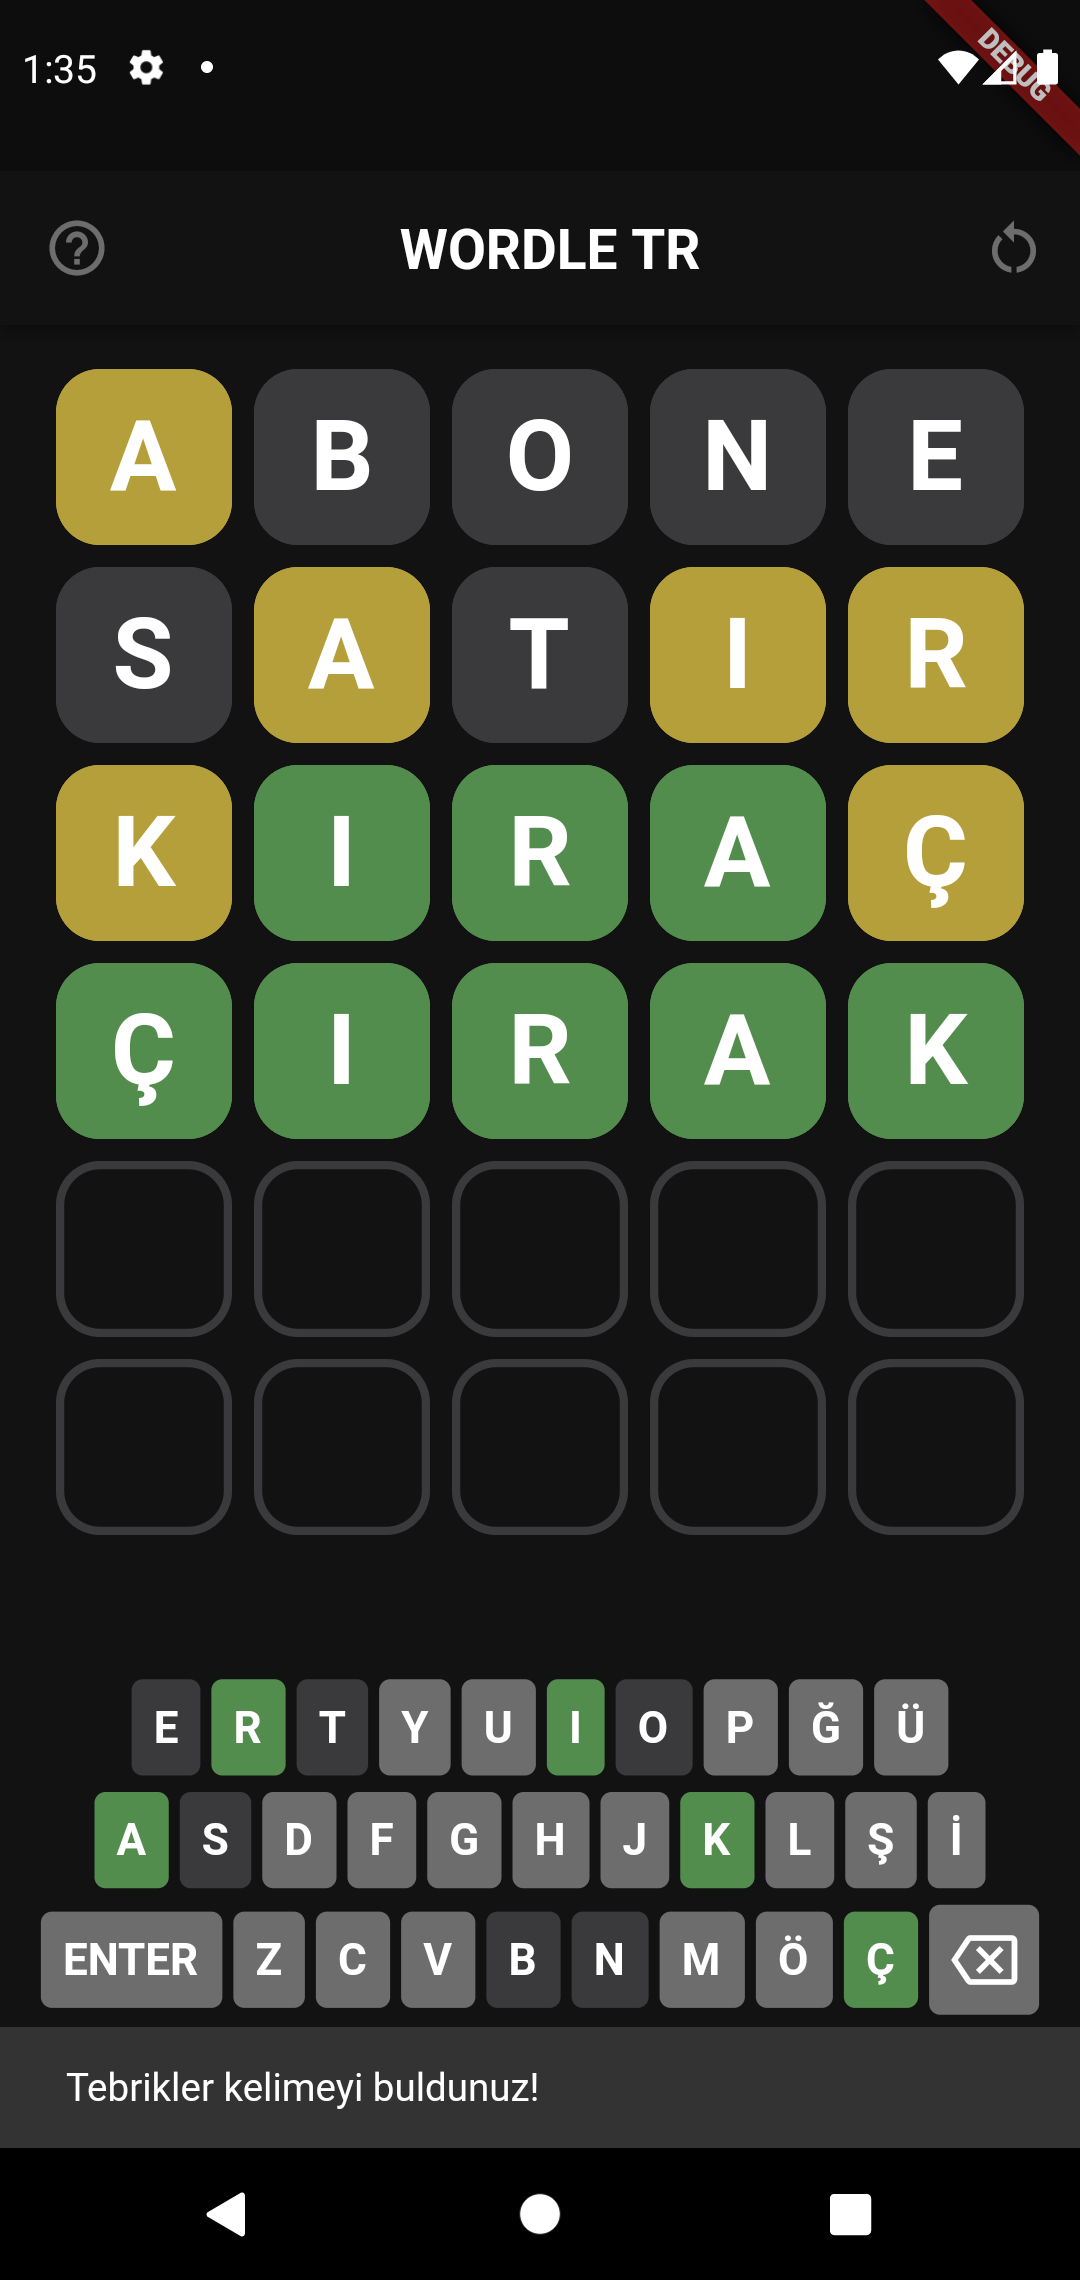 1:35
DEBUG
WORDLE TR
A B O N E
S A T I R
K I R A Ç
Ç I R A K
E R T Y U I O P Ğ Ü
A S D F G H J K L Ş İ
ENTER Z C V B N M Ö Ç
Tebrikler kelimeyi buldunuz!